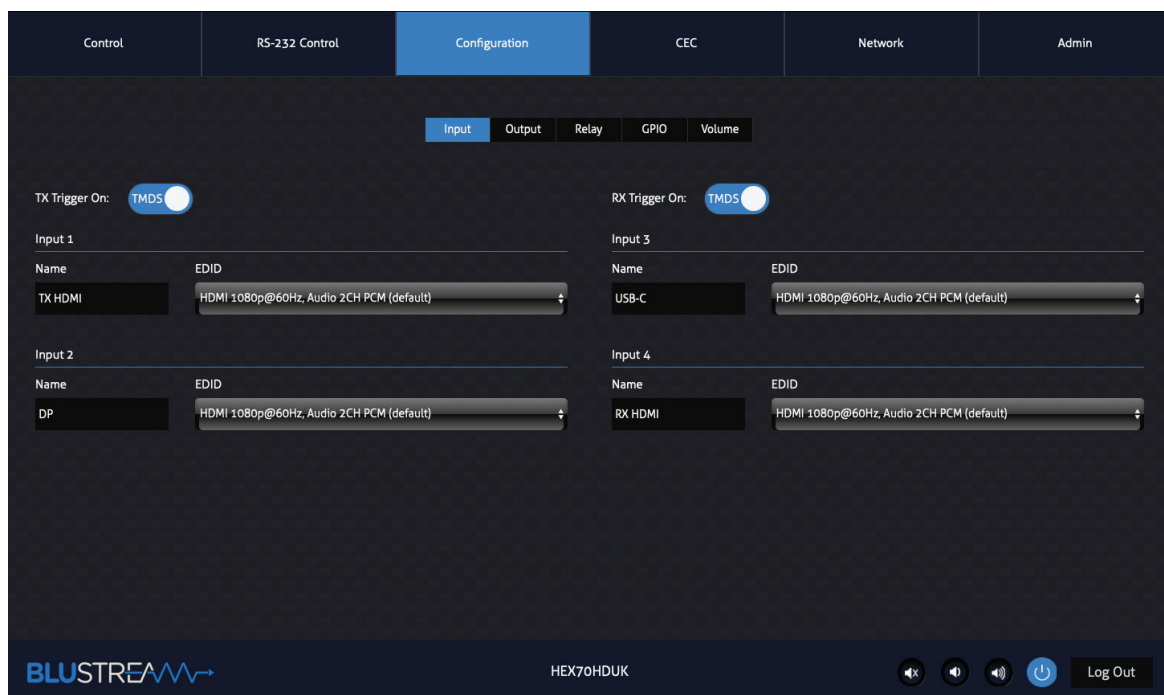 Control RS-232 Control Configuration CEC Network Admin
Input Output Relay GPIO Volume
TX Trigger On: TMDS RX Trigger On: TMDS
Input 1 Input 3
Name EDID Name EDID
TX HDMI HDMI 1080p@60Hz, Audio 2CH PCM (default) USB-C HDMI 1080p@60Hz, Audio 2CH PCM (default)
Input 2 Input 4
Name EDID Name EDID
DP HDMI 1080p@60Hz, Audio 2CH PCM (default) RX HDMI HDMI 1080p@60Hz, Audio 2CH PCM (default)
BLUSTREAM HEX70HDUK Log Out